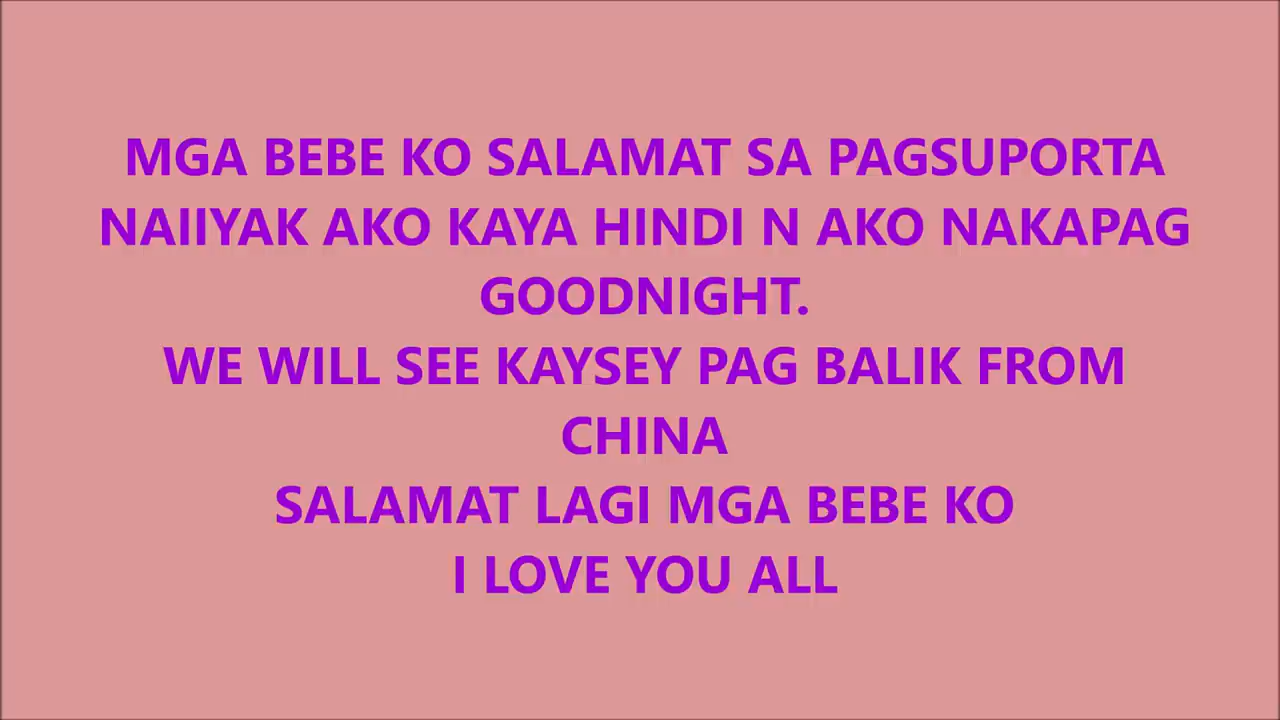 MGA BEBE KO SALAMAT SA PAGSUPORTA
NAIIYAK AKO KAYA HINDI N AKO NAKAPAG
GOODNIGHT.
WE WILL SEE KAYSEY PAG BALIK FROM
CHINA
SALAMAT LAGI MGA BEBE KO
I LOVE YOU ALL